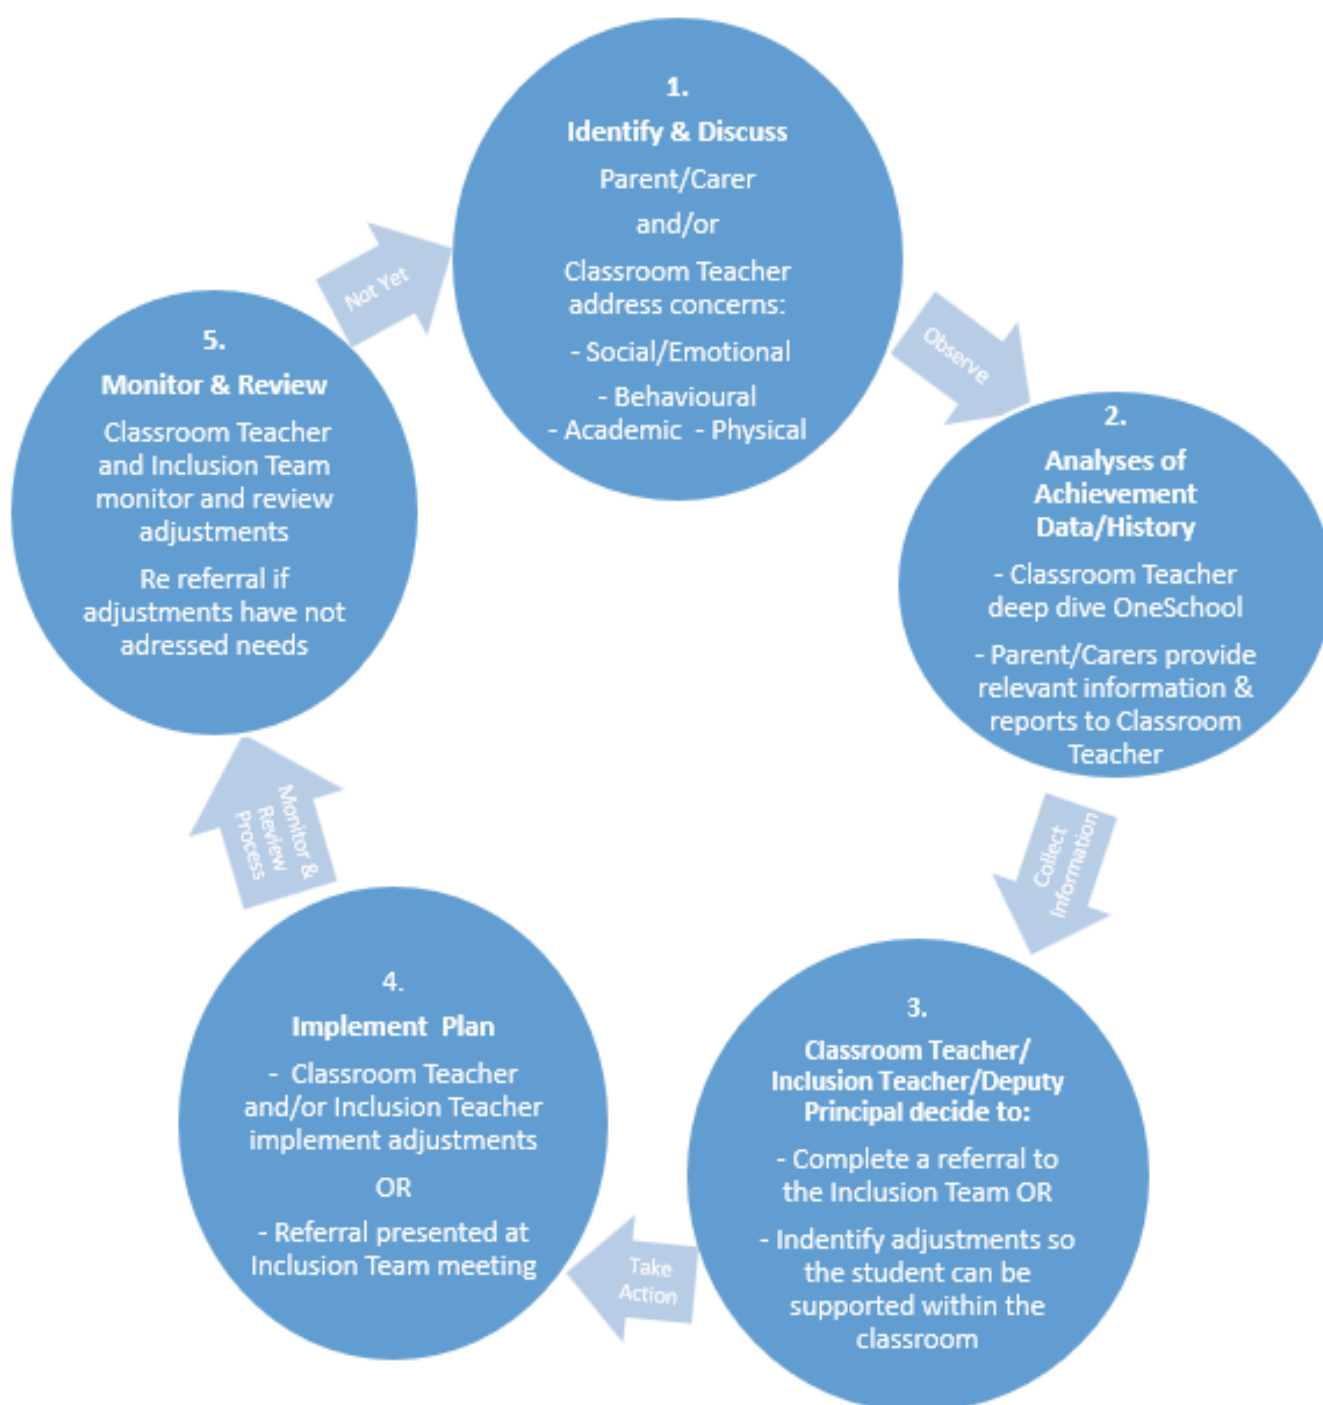 1.
Identify & Discuss
Parent/Carer
and/or
Classroom Teacher
address concerns:
- Social/Emotional
- Behavioural
- Academic - Physical
Observe
2.
Analyses of
Achievement
Data/History
- Classroom Teacher
deep dive OneSchool
- Parent/Carers provide
relevant information &
reports to Classroom
Teacher
Collect
Information
3.
Classroom Teacher/
Inclusion Teacher/Deputy
Principal decide to:
- Complete a referral to
the Inclusion Team OR
- Indentify adjustments so
the student can be
supported within the
classroom
Take
Action
4.
Implement Plan
- Classroom Teacher
and/or Inclusion Teacher
implement adjustments
OR
- Referral presented at
Inclusion Team meeting
Monitor &
Review
Process
5.
Monitor & Review
Classroom Teacher
and Inclusion Team
monitor and review
adjustments
Re referral if
adjustments have not
adressed needs
Not Yet